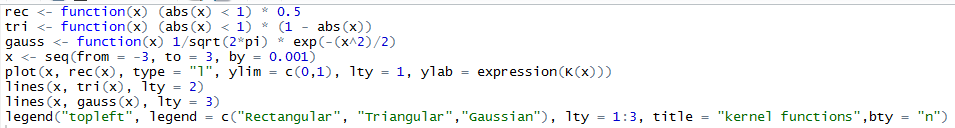 rec <- function(x) (abs(x) < 1) * 0.5
tri <- function(x) (abs(x) < 1) * (1 - abs(x))
gauss <- function(x) 1/sqrt(2*pi) * exp(-(x^2)/2)
x <- seq(from = -3, to = 3, by = 0.001)
plot(x, rec(x), type = "l", ylim = c(0,1), lty = 1, ylab = expression(K(x)))
lines(x, tri(x), lty = 2)
lines(x, gauss(x), lty = 3)
legend("topleft", legend = c("Rectangular", "Triangular","Gaussian"), lty = 1:3, title = "kernel functions",bty = "n")